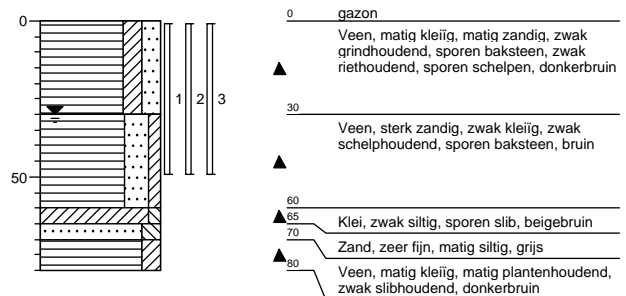 0
50
1 2 3
0 gazon
Veen, matig kleiïg, matig zandig, zwak
grindhoudend, sporen baksteen, zwak
riethoudend, sporen schelpen, donkerbruin
30
Veen, sterk zandig, zwak kleiïg, zwak
schelphoudend, sporen baksteen, bruin
60
65
Klei, zwak siltig, sporen slib, beigebruin
70
Zand, zeer fijn, matig siltig, grijs
80
Veen, matig kleiïg, matig plantenhoudend,
zwak slibhoudend, donkerbruin